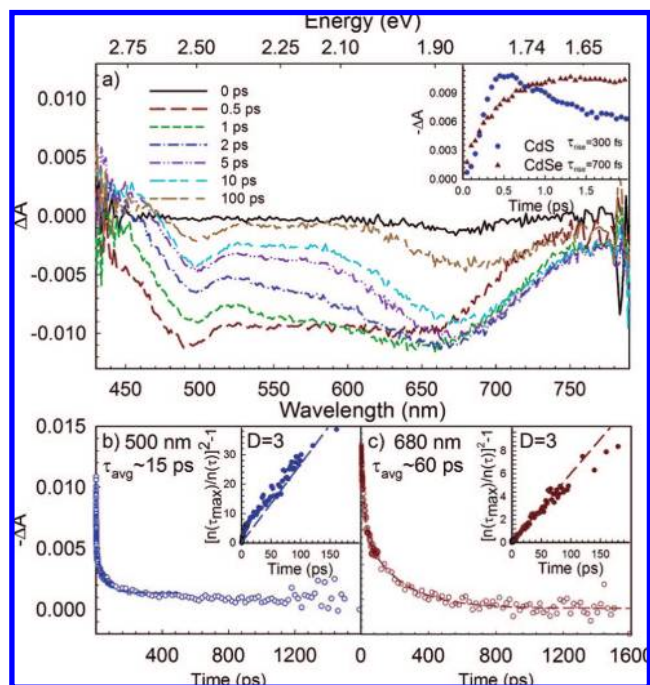 Energy (eV)
2.75 2.50 2.25 2.10 1.90 1.74 1.65
a)
0 ps
0.5 ps
1 ps
2 ps
5 ps
10 ps
100 ps
ΔA
0.010
0.005
0.000
-0.005
-0.010
-ΔA
0.011
0.009
0.006
0.003
0.000
CdS τrise=300 fs
CdSe τrise=700 fs
0.0 0.5 1.0 1.5
Time (ps)
450 500 550 600 650 700 750
Wavelength (nm)
-ΔA
0.015
0.010
0.005
0.000
b) 500 nm
τavg~15 ps
[n(τmax)/n(τ)]²-1
30
20
10
0
D=3
0 50 100 150
Time (ps)
400 800 1200
Time (ps)
c) 680 nm
τavg~60 ps
[n(τmax)/n(τ)]²-1
8
6
4
2
0
D=3
0 50 100 150
Time (ps)
0 400 800 1200 1600
Time (ps)